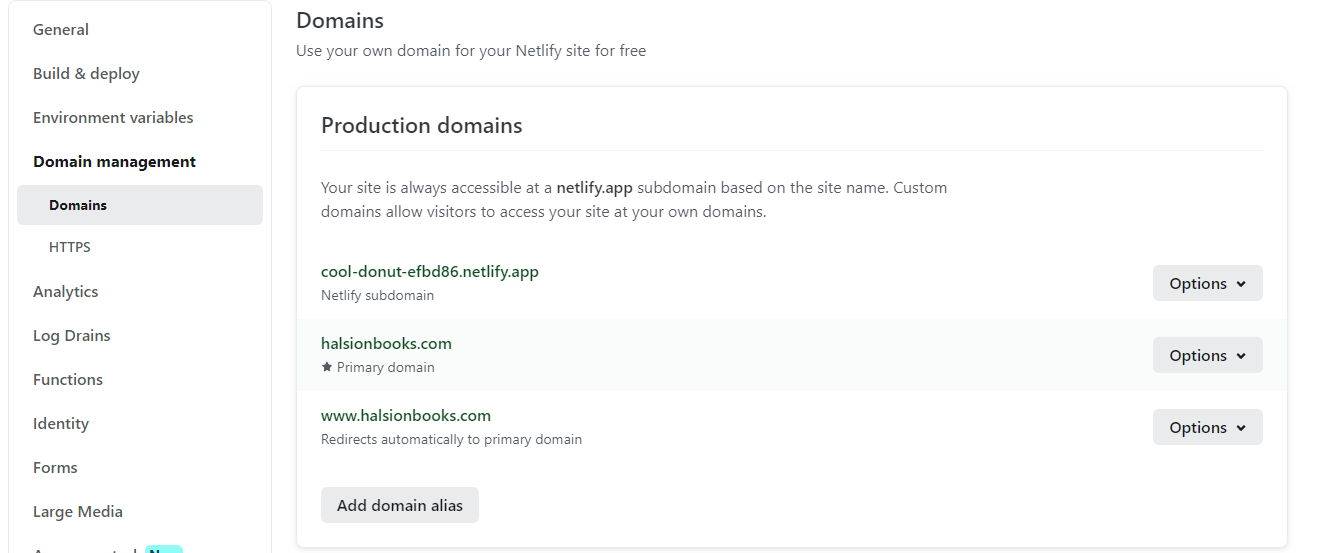 General
Build & deploy
Environment variables
Domain management
Domains
HTTPS
Analytics
Log Drains
Functions
Identity
Forms
Large Media
Domains
Use your own domain for your Netlify site for free
Production domains
Your site is always accessible at a netlify.app subdomain based on the site name. Custom
domains allow visitors to access your site at your own domains.
cool-donut-efbd86.netlify.app
Netlify subdomain
Options
halsionbooks.com
★ Primary domain
Options
www.halsionbooks.com
Redirects automatically to primary domain
Options
Add domain alias